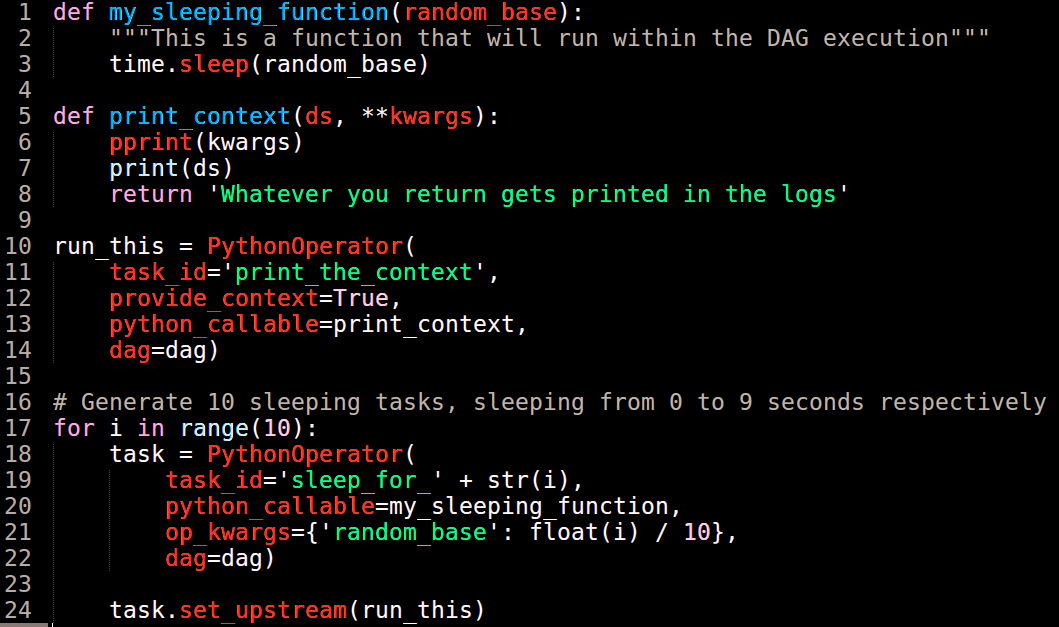 1 def my_sleeping_function(random_base):
2     """This is a function that will run within the DAG execution"""
3     time.sleep(random_base)
4
5 def print_context(ds, **kwargs):
6     pprint(kwargs)
7     print(ds)
8     return 'Whatever you return gets printed in the logs'
9
10 run_this = PythonOperator(
11     task_id='print_the_context',
12     provide_context=True,
13     python_callable=print_context,
14     dag=dag)
15
16 # Generate 10 sleeping tasks, sleeping from 0 to 9 seconds respectively
17 for i in range(10):
18     task = PythonOperator(
19         task_id='sleep_for_' + str(i),
20         python_callable=my_sleeping_function,
21         op_kwargs={'random_base': float(i) / 10},
22         dag=dag)
23
24     task.set_upstream(run_this)